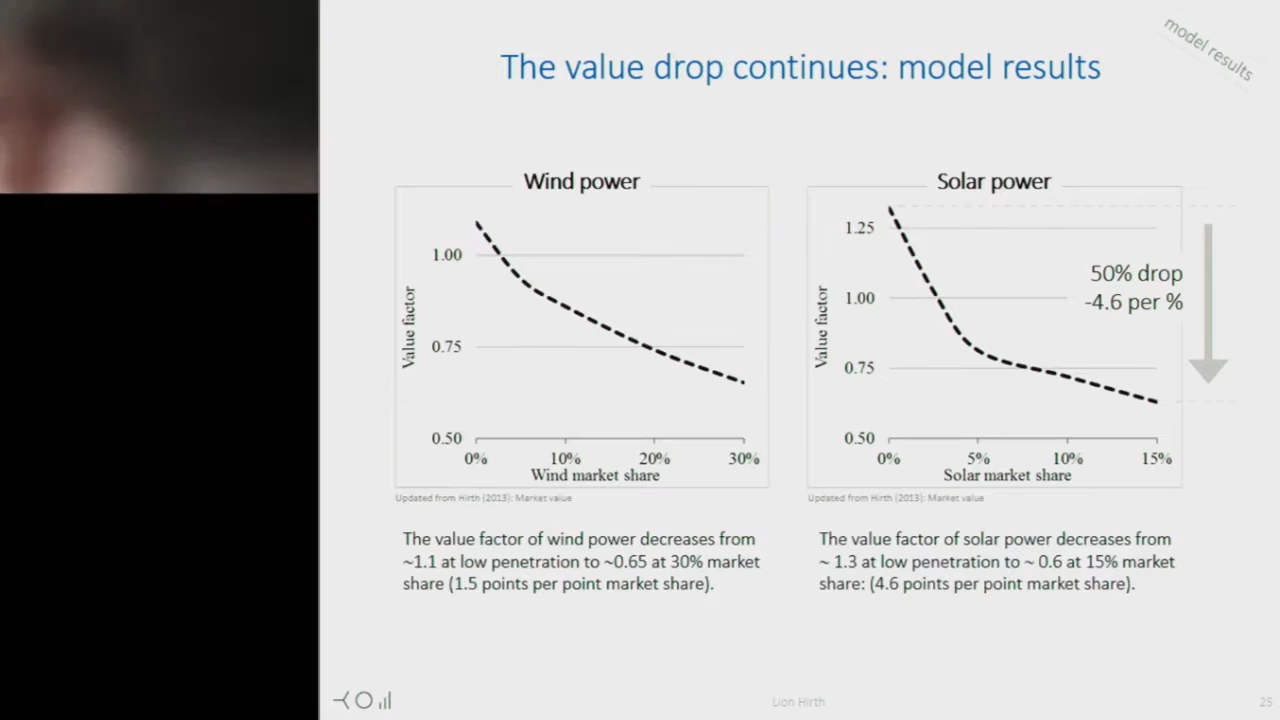 model results
The value drop continues: model results
Wind power
1.00
0.75
0.50
Value factor
0%
10%
20%
30%
Wind market share
Updated from Hirth (2013): Market value
The value factor of wind power decreases from
~1.1 at low penetration to ~0.65 at 30% market
share (1.5 points per point market share).
Solar power
1.25
1.00
0.75
0.50
Value factor
0%
5%
10%
15%
Solar market share
50% drop
-4.6 per %
Updated from Hirth (2013): Market value
The value factor of solar power decreases from
~ 1.3 at low penetration to ~ 0.6 at 15% market
share: (4.6 points per point market share).
Lion Hirth
25